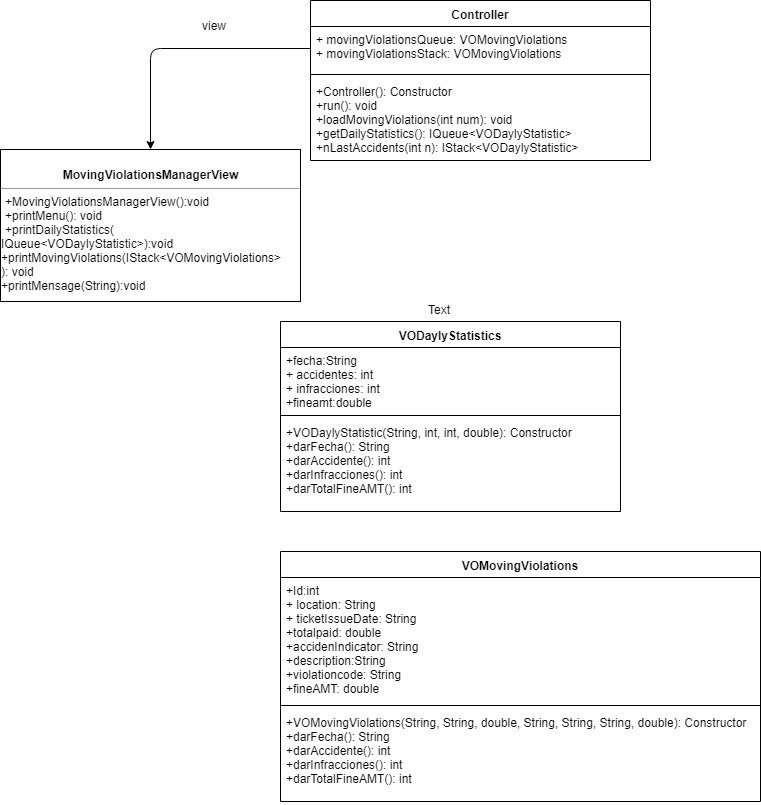 view
Controller
+ movingViolationsQueue: VOMovingViolations
+ movingViolationsStack: VOMovingViolations
+Controller(): Constructor
+run(): void
+loadMovingViolations(int num): void
+getDailyStatistics(): IQueue<VODaylyStatistic>
+nLastAccidents(int n): IStack<VODaylyStatistic>
MovingViolationsManagerView
+MovingViolationsManagerView():void
+printMenu(): void
+printDailyStatistics(
IQueue<VODaylyStatistic>):void
+printMovingViolations(IStack<VOMovingViolations>
): void
+printMensage(String):void
Text
VODaylyStatistics
+fecha:String
+ accidentes: int
+ infracciones: int
+fineamt:double
+VODaylyStatistic(String, int, int, double): Constructor
+darFecha(): String
+darAccidente(): int
+darInfracciones(): int
+darTotalFineAMT(): int
VOMovingViolations
+Id:int
+ location: String
+ ticketIssueDate: String
+totalpaid: double
+accidenIndicator: String
+description:String
+violationcode: String
+fineAMT: double
+VOMovingViolations(String, String, double, String, String, String, double): Constructor
+darFecha(): String
+darAccidente(): int
+darInfracciones(): int
+darTotalFineAMT(): int